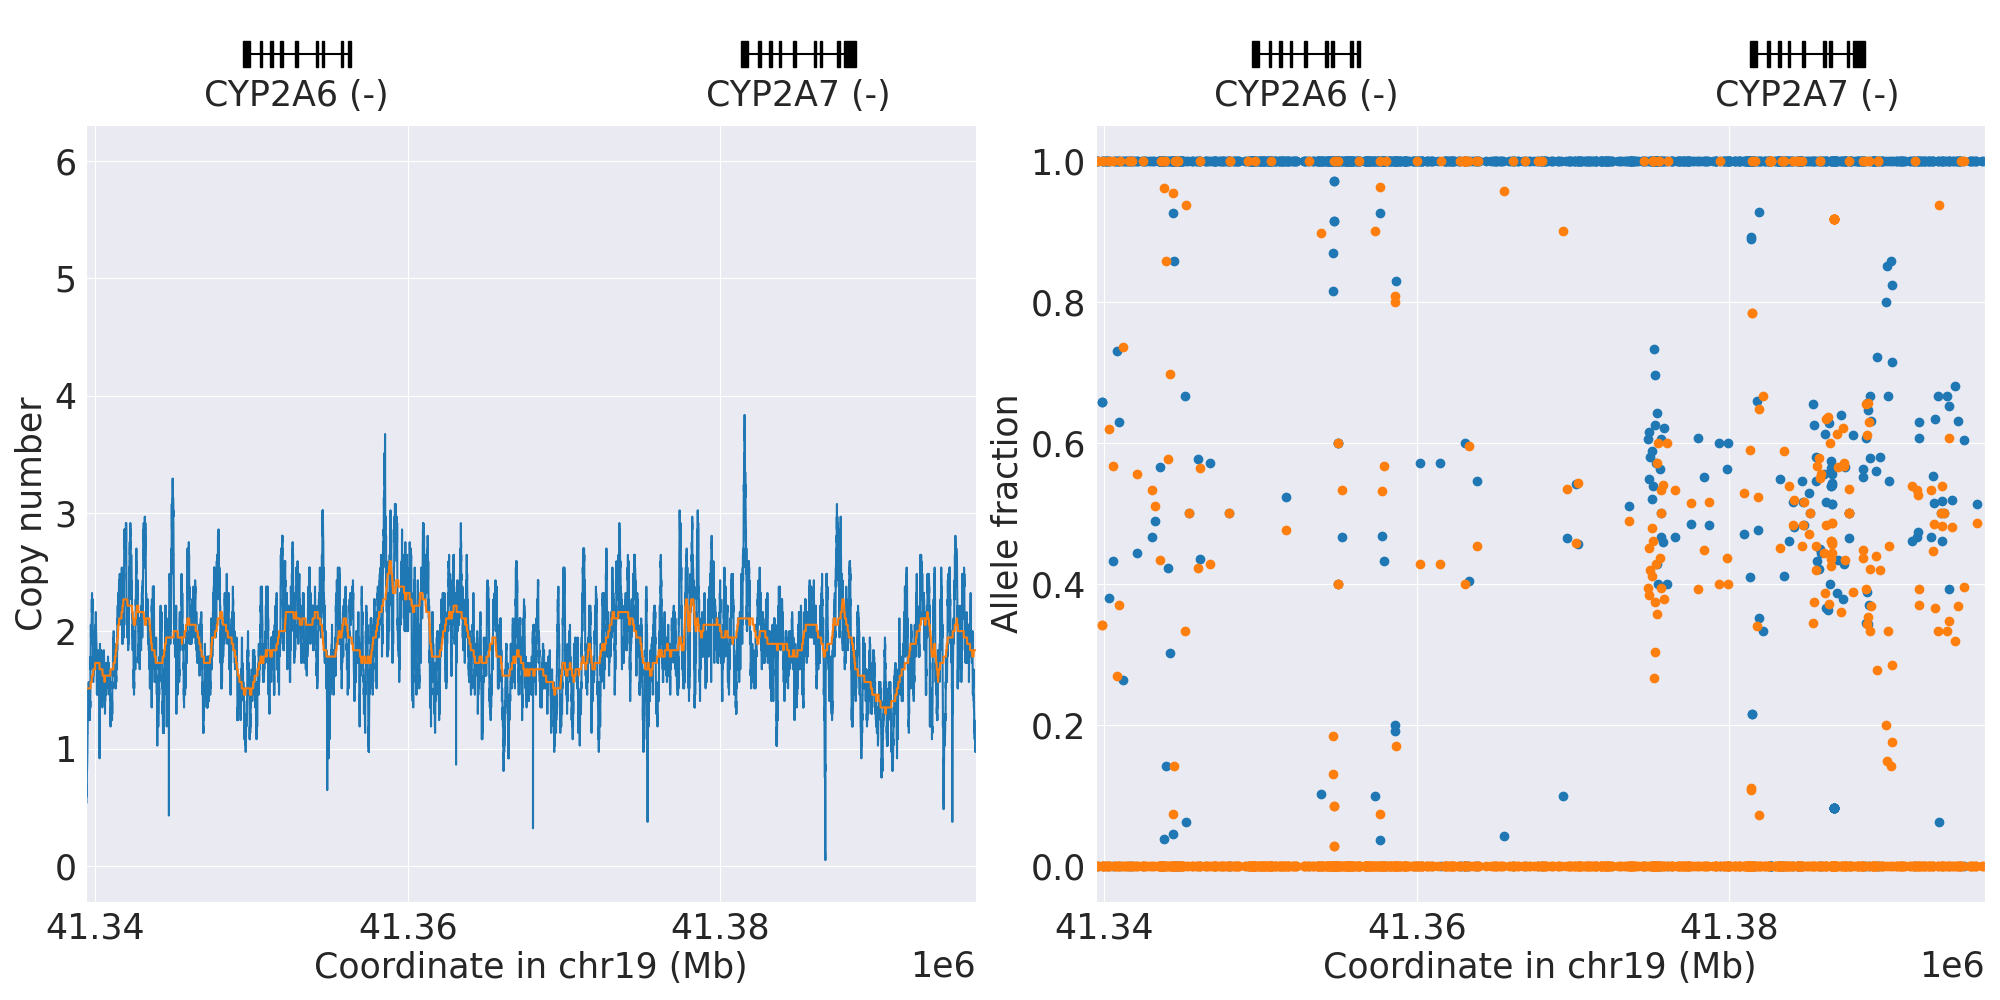 CYP2A6 (-)
CYP2A7 (-)
6
5
4
3
2
1
0
Copy number
41.34
41.36
41.38
Coordinate in chr19 (Mb)
1e6
CYP2A6 (-)
CYP2A7 (-)
1.0
0.8
0.6
0.4
0.2
0.0
Allele fraction
41.34
41.36
41.38
Coordinate in chr19 (Mb)
1e6